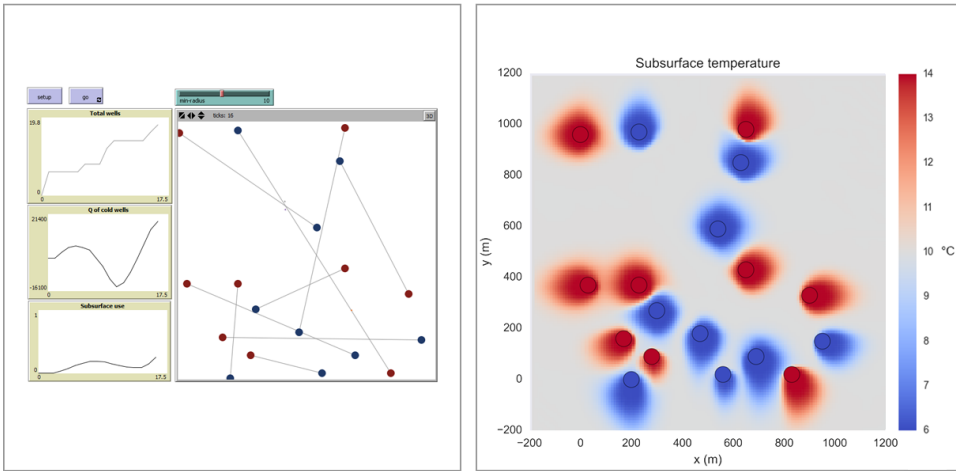 setup
go
min-radius 10
ticks: 16
3D
Total wells
19.8
0
0 17.5
Q of cold wells
21400
-16100
0 17.5
Subsurface use
1
0
0 17.5
Subsurface temperature
1200
1000
800
600
400
200
0
−200
y (m)
−200 0 200 400 600 800 1000 1200
x (m)
14
13
12
11
10
9
8
7
6
°C